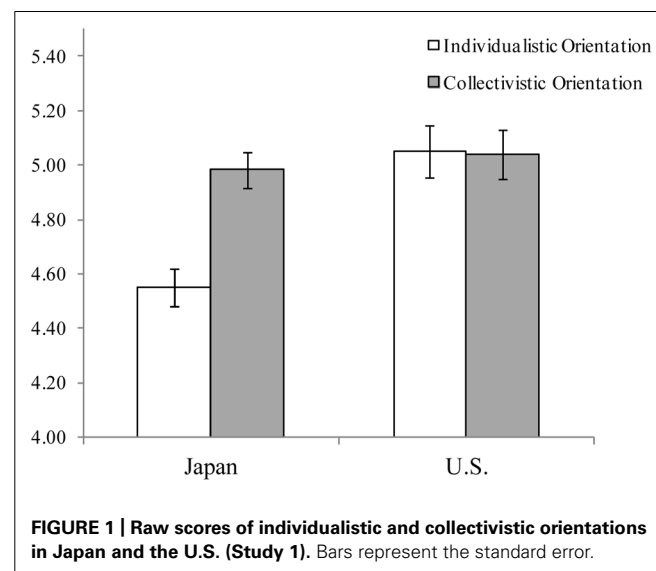 5.40
Individualistic Orientation
Collectivistic Orientation
5.20
5.00
4.80
4.60
4.40
4.20
4.00
Japan
U.S.
FIGURE 1 | Raw scores of individualistic and collectivistic orientations
in Japan and the U.S. (Study 1). Bars represent the standard error.